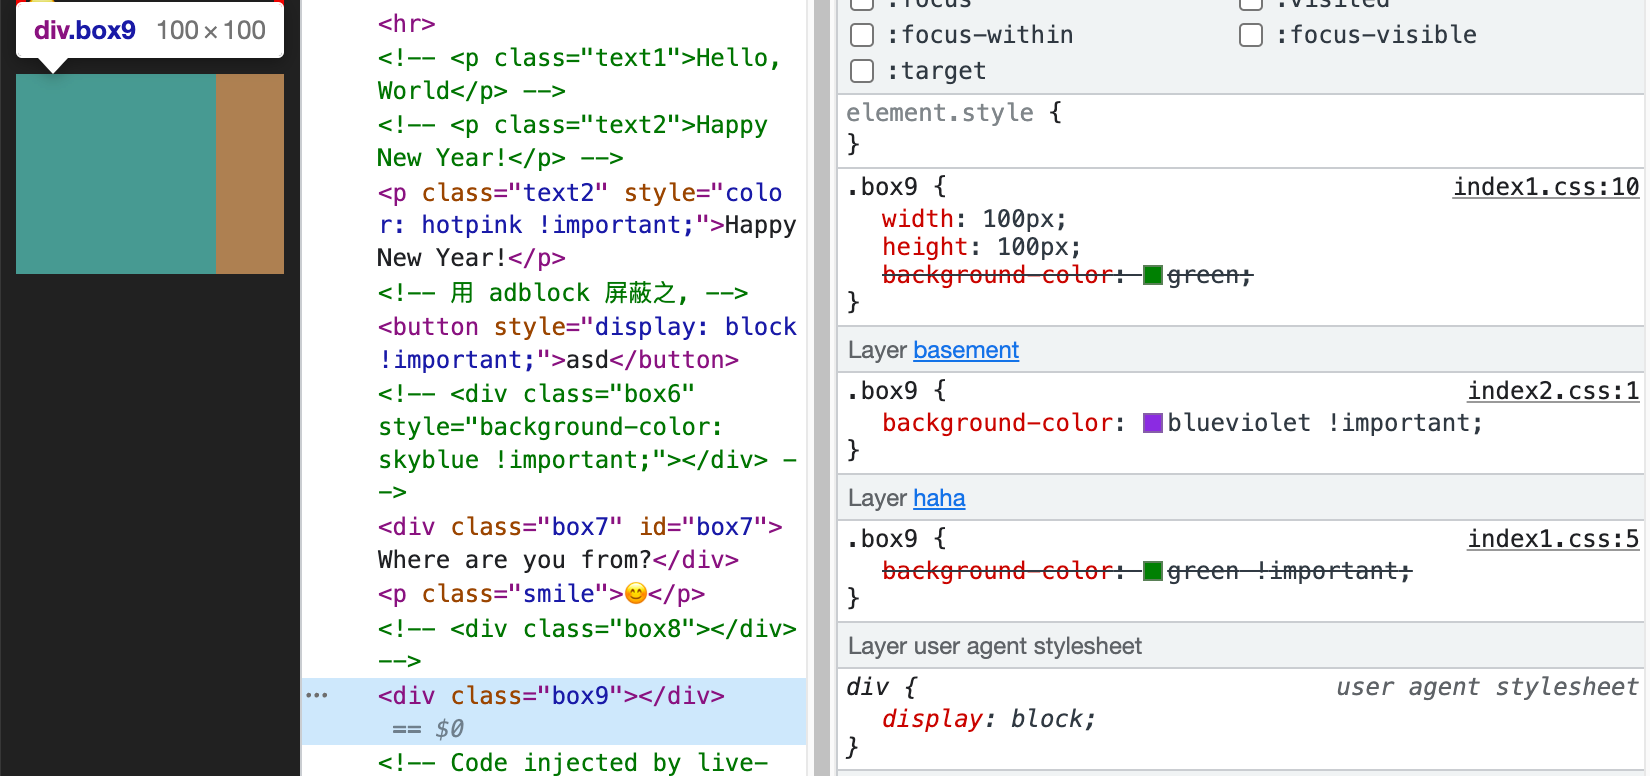 div.box9 100×100
<hr>
<!-- <p class="text1">Hello,
World</p> -->
<!-- <p class="text2">Happy
New Year!</p> -->
<p class="text2" style="colo
r: hotpink !important;">Happy
New Year!</p>
<!-- 用 adblock 屏蔽之, -->
<button style="display: block
!important;">asd</button>
<!-- <div class="box6"
style="background-color:
skyblue !important;"></div> -
->
<div class="box7" id="box7">
Where are you from?</div>
<p class="smile">😊</p>
<!-- <div class="box8"></div>
-->
<div class="box9"></div>
== $0
<!-- Code injected by live-
:focus :visited
:focus-within :focus-visible
:target
element.style {
}
.box9 { index1.css:10
width: 100px;
height: 100px;
background-color: green;
}
Layer basement
.box9 { index2.css:1
background-color: blueviolet !important;
}
Layer haha
.box9 { index1.css:5
background-color: green !important;
}
Layer user agent stylesheet
div { user agent stylesheet
display: block;
}